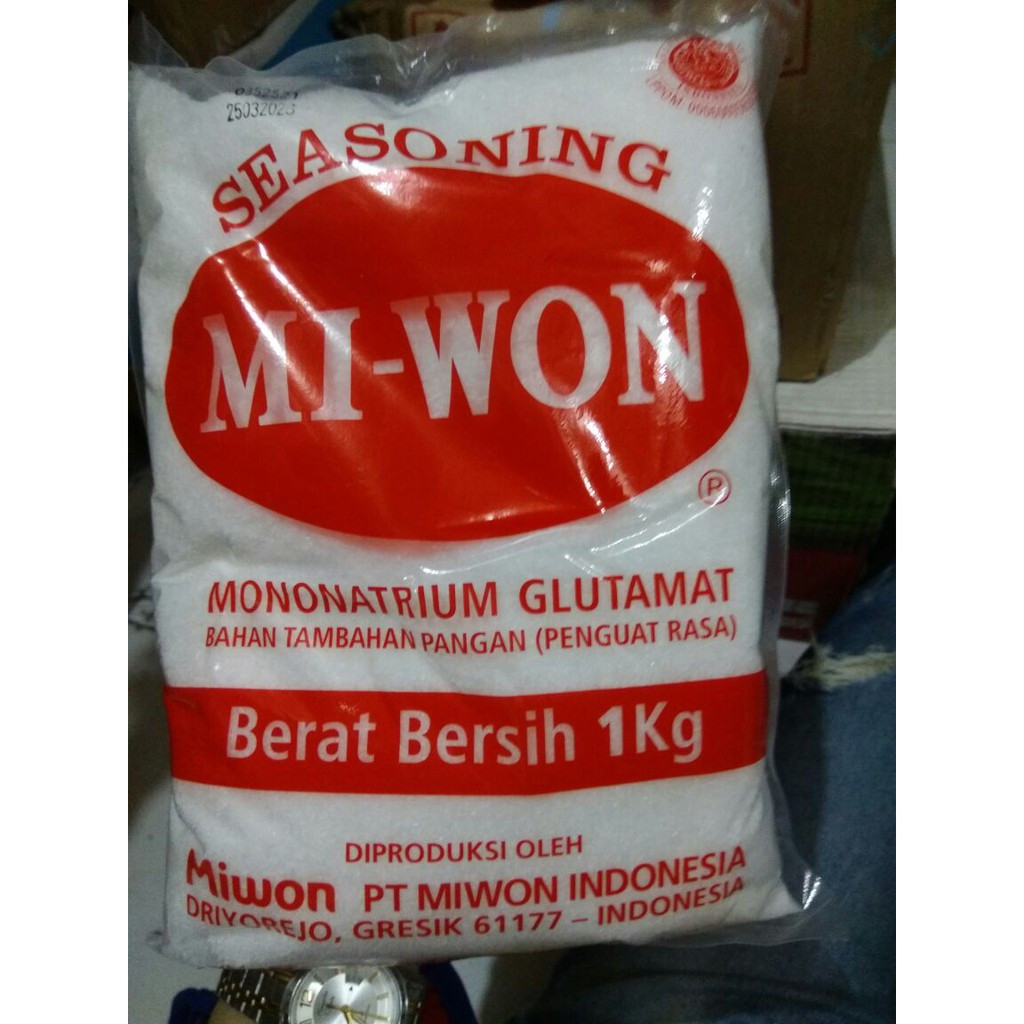 25032023
SEASONING
MI-WON
P
MONONATRIUM GLUTAMAT
BAHAN TAMBAHAN PANGAN (PENGUAT RASA)
Berat Bersih 1Kg
DIPRODUKSI OLEH
Miwon PT MIWON INDONESIA
DRIYOREJO, GRESIK 61177 – INDONESIA